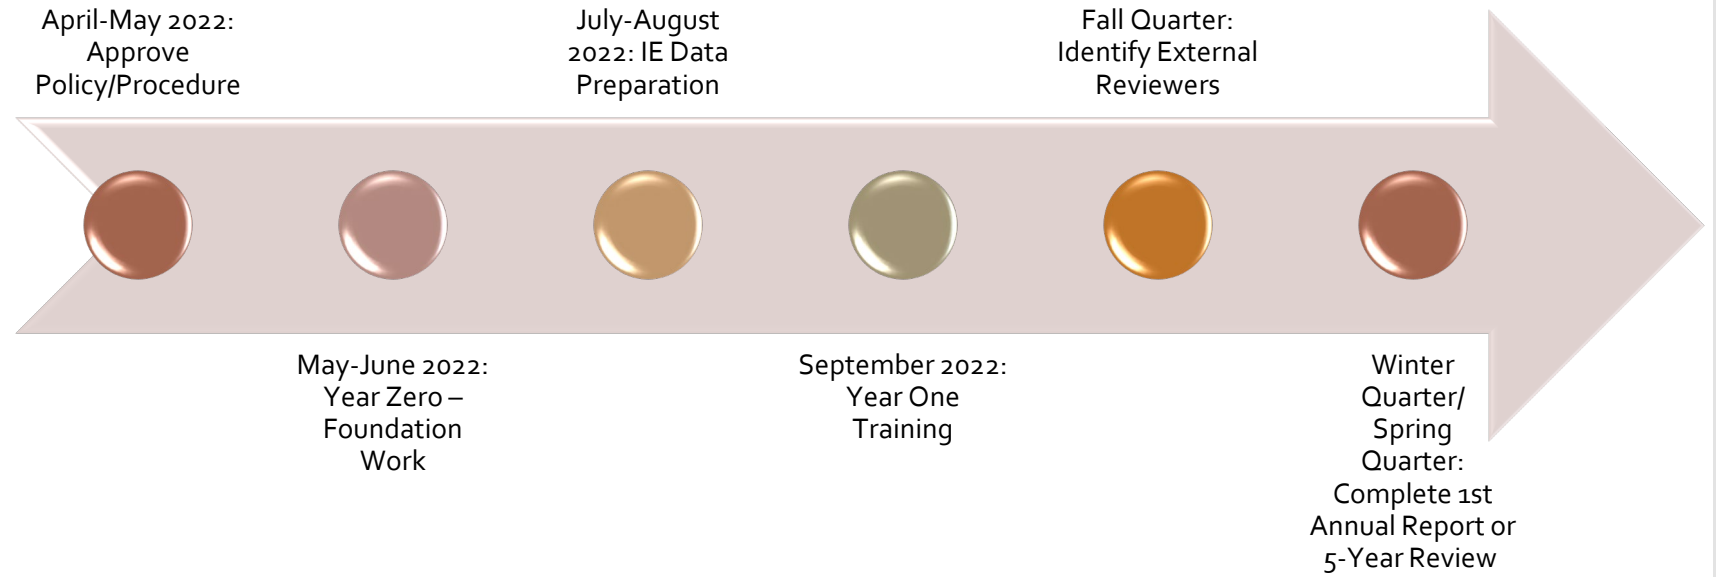 April-May 2022:
Approve
Policy/Procedure
May-June 2022:
Year Zero –
Foundation
Work
July-August
2022: IE Data
Preparation
September 2022:
Year One
Training
Fall Quarter:
Identify External
Reviewers
Winter
Quarter/
Spring
Quarter:
Complete 1st
Annual Report or
5-Year Review